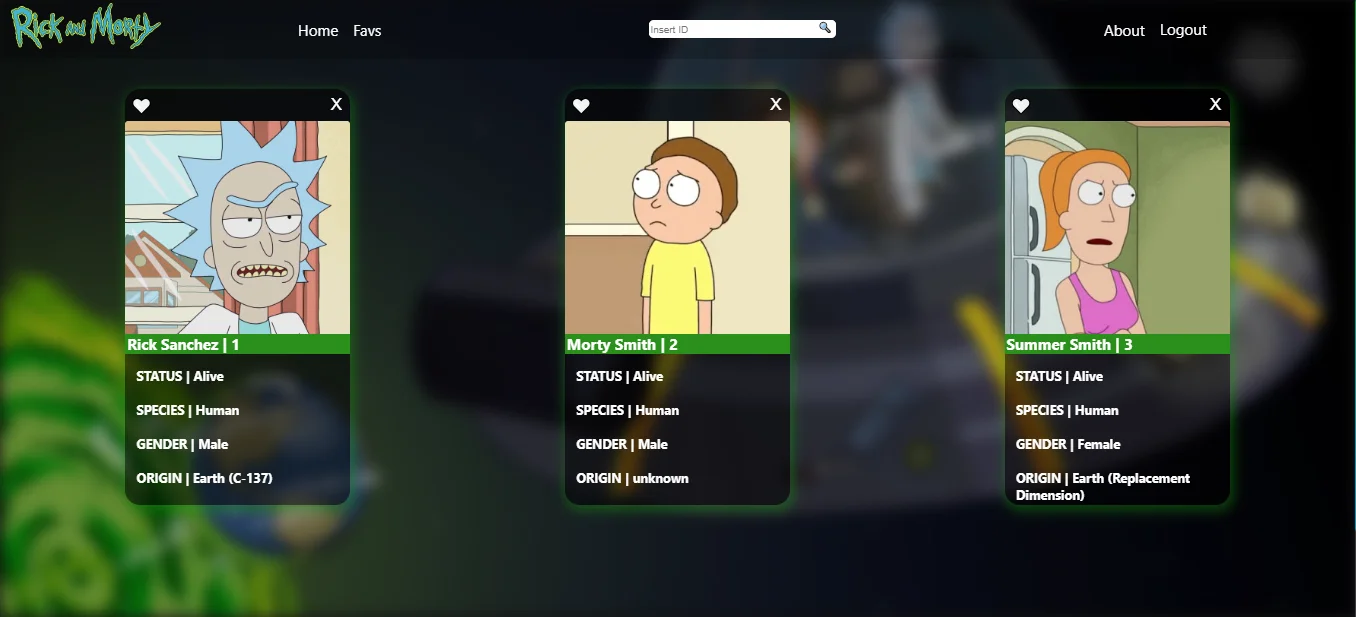 Rick and Morty
Home Favs
Insert ID
About Logout
X
Rick Sanchez | 1
STATUS | Alive
SPECIES | Human
GENDER | Male
ORIGIN | Earth (C-137)
X
Morty Smith | 2
STATUS | Alive
SPECIES | Human
GENDER | Male
ORIGIN | unknown
X
Summer Smith | 3
STATUS | Alive
SPECIES | Human
GENDER | Female
ORIGIN | Earth (Replacement
Dimension)